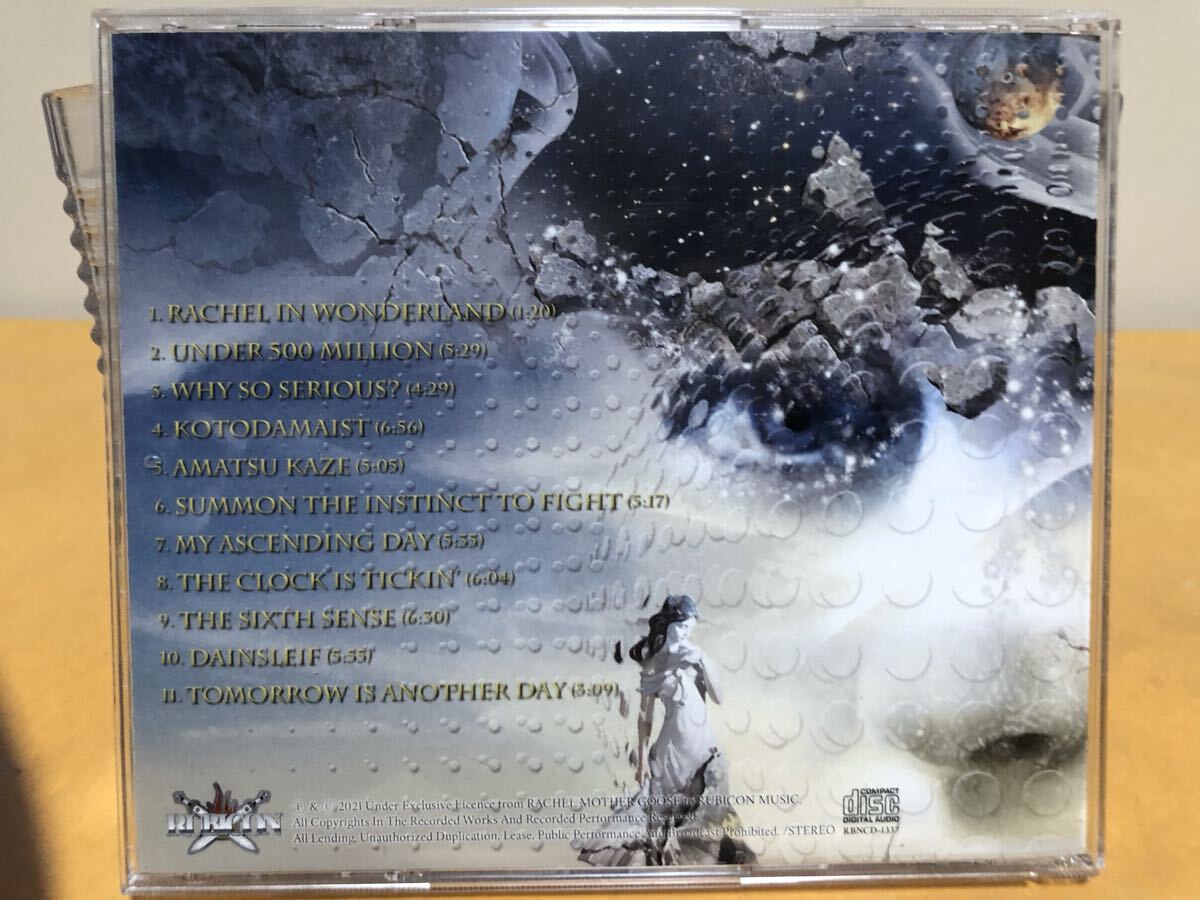 1. RACHEL IN WONDERLAND (1:20)
2. UNDER 500 MILLION (5:29)
3. WHY SO SERIOUS? (4:29)
4. KOTODAMAIST (6:56)
5. AMATSU KAZE (5:05)
6. SUMMON THE INSTINCT TO FIGHT (5:17)
7. MY ASCENDING DAY
8. THE CLOCK IS TICKIN' (6:04)
9. THE SIXTH SENSE (6:30)
10. DAINSLEIF
11. TOMORROW IS ANOTHER DAY (3:09)
RUBICON
℗ & © 2021 Under Exclusive Licence from RACHEL MOTHER GOOSE to RUBICON MUSIC.
All Copyrights In The Recorded Works And Recorded Performance Reserved.
All Lending, Unauthorized Duplication, Lease, Public Performance And Broadcast Prohibited. /STEREO
COMPACT
disc
DIGITAL AUDIO
RBNCD-1337